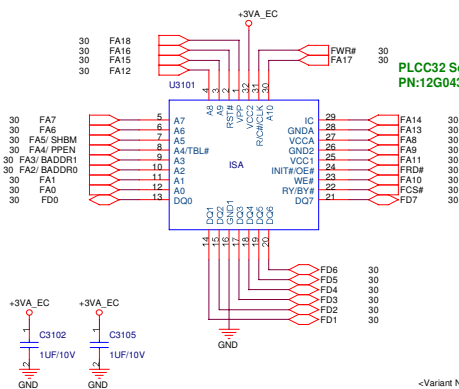 +3VA_EC
30 FA18
30 FA16
30 FA15
30 FA12
FWR# 30
FA17 30
PLCC32 S
PN:12G043
U3101
4 3 2 1 32 31 30
A8 A9 RST# VPP VCC2 R/C#/CLK A10
30 FA7 5 A7 IC 29 FA14 30
30 FA6 6 A6 GNDA 28 FA13 30
30 FA5/ SHBM 7 A5 VCCA 27 FA8 30
30 FA4/ PPEN 8 A4/TBL# GND2 26 FA9 30
30 FA3/ BADDR1 9 A3 ISA VCC1 25 FA11 30
30 FA2/ BADDR0 10 A2 INIT#/OE# 24 FRD# 30
30 FA1 11 A1 WE# 23 FA10 30
30 FA0 12 A0 RY/BY# 22 FCS# 30
30 FD0 13 DQ0 DQ7 21 FD7 30
DQ1 DQ2 GND1 DQ3 DQ4 DQ5 DQ6
14 15 16 17 18 19 20
FD6 30
FD5 30
FD4 30
FD3 30
FD2 30
FD1 30
GND
+3VA_EC +3VA_EC
1 C3102 1 C3105
2 1UF/10V 2 1UF/10V
GND GND
<Variant N